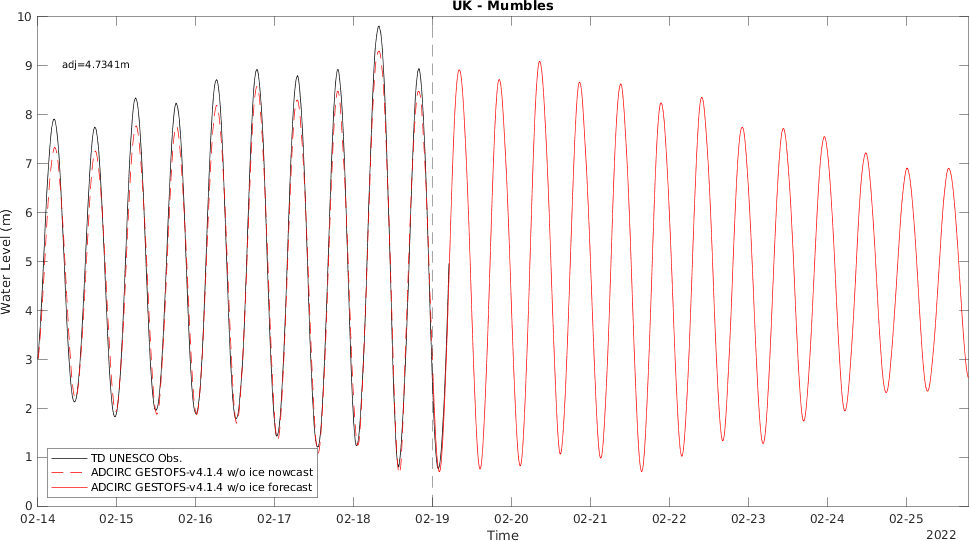 UK - Mumbles
adj=4.7341m
10
9
8
7
6
5
4
3
2
1
0
Water Level (m)
TD UNESCO Obs.
ADCIRC GESTOFS-v4.1.4 w/o ice nowcast
ADCIRC GESTOFS-v4.1.4 w/o ice forecast
02-14 02-15 02-16 02-17 02-18 02-19 02-20 02-21 02-22 02-23 02-24 02-25
Time
2022